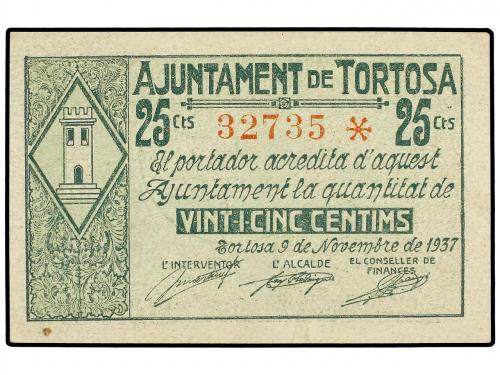 AJUNTAMENT DE TORTOSA
25 Cts 32735 * 25 Cts
El portador acredita d'aquest
Ajuntament la quantitat de
VINT-I-CINC CENTIMS
Tortosa 9 de Novembre de 1937
L'INTERVENTOR L'ALCALDE EL CONSELLER DE FINANCES